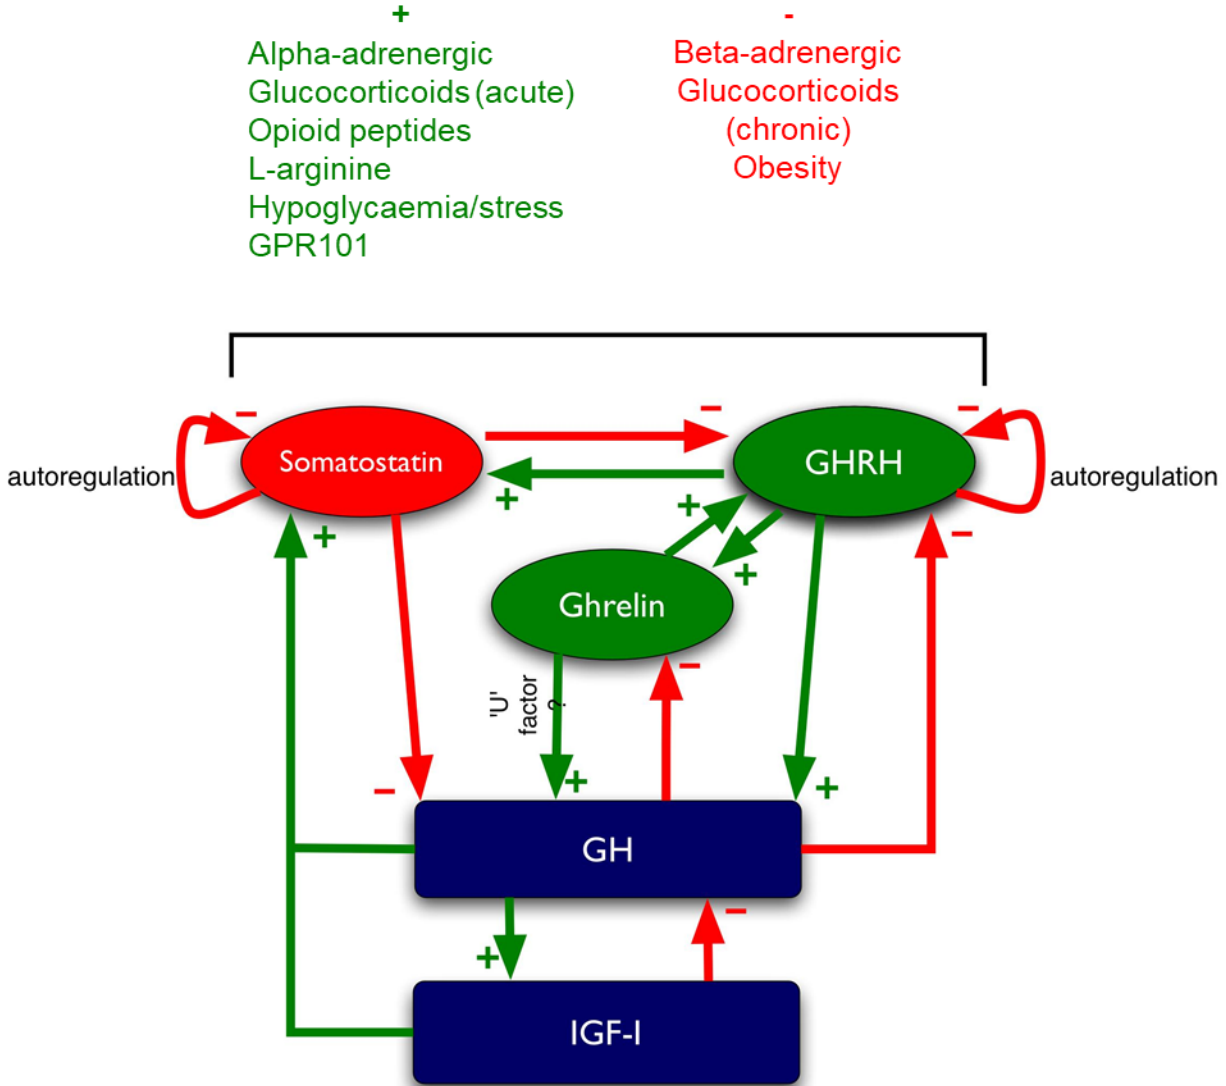 +
Alpha-adrenergic
Glucocorticoids (acute)
Opioid peptides
L-arginine
Hypoglycaemia/stress
GPR101
-
Beta-adrenergic
Glucocorticoids
(chronic)
Obesity
autoregulation
−
Somatostatin
−
+
GHRH
−
autoregulation
+
+
+
−
Ghrelin
'U'
factor
?
−
−
+
+
GH
+
−
IGF-I